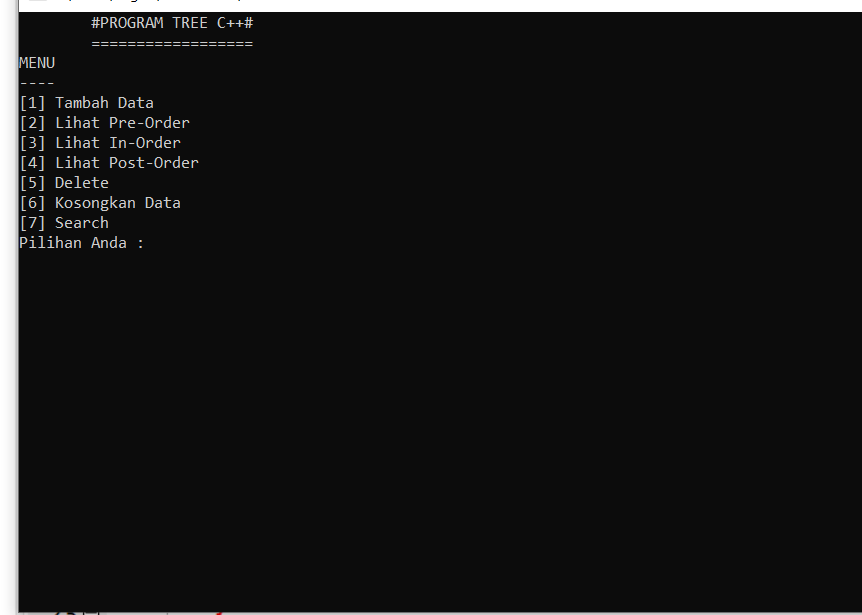 #PROGRAM TREE C++#
==================
MENU
----
[1] Tambah Data
[2] Lihat Pre-Order
[3] Lihat In-Order
[4] Lihat Post-Order
[5] Delete
[6] Kosongkan Data
[7] Search
Pilihan Anda :